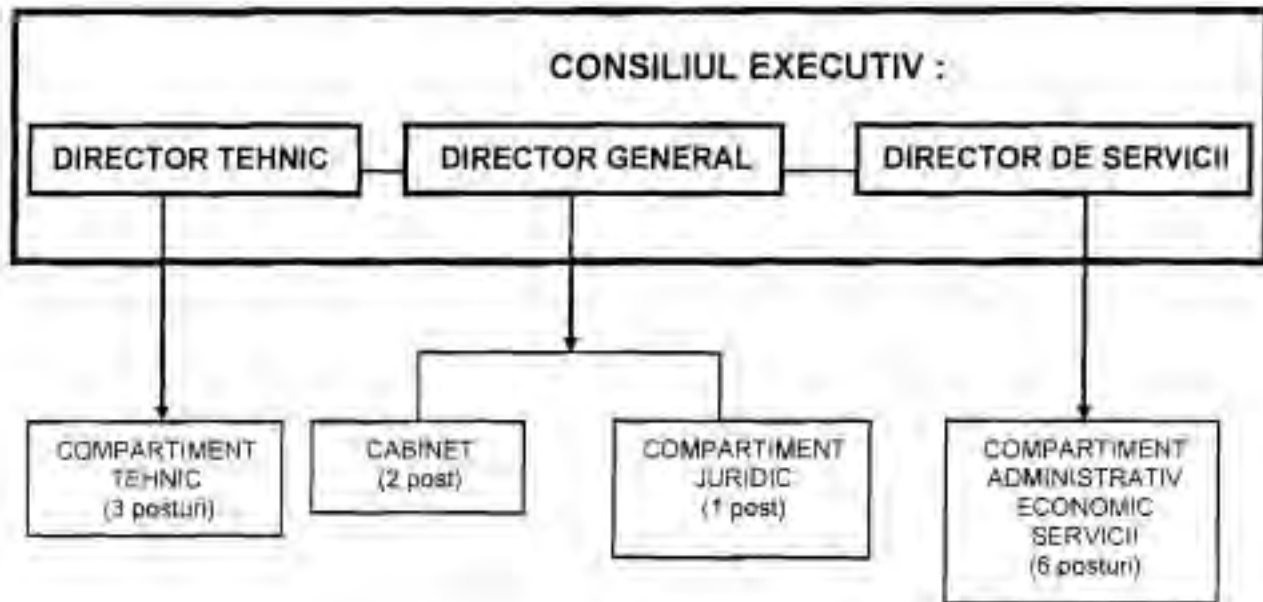 CONSILIUL EXECUTIV :
DIRECTOR TEHNIC
DIRECTOR GENERAL
DIRECTOR DE SERVICII
COMPARTIMENT
TEHNIC
(3 posturi)
CABINET
(2 post)
COMPARTIMENT
JURIDIC
(1 post)
COMPARTIMENT
ADMINISTRATIV
ECONOMIC
SERVICII
(6 posturi)